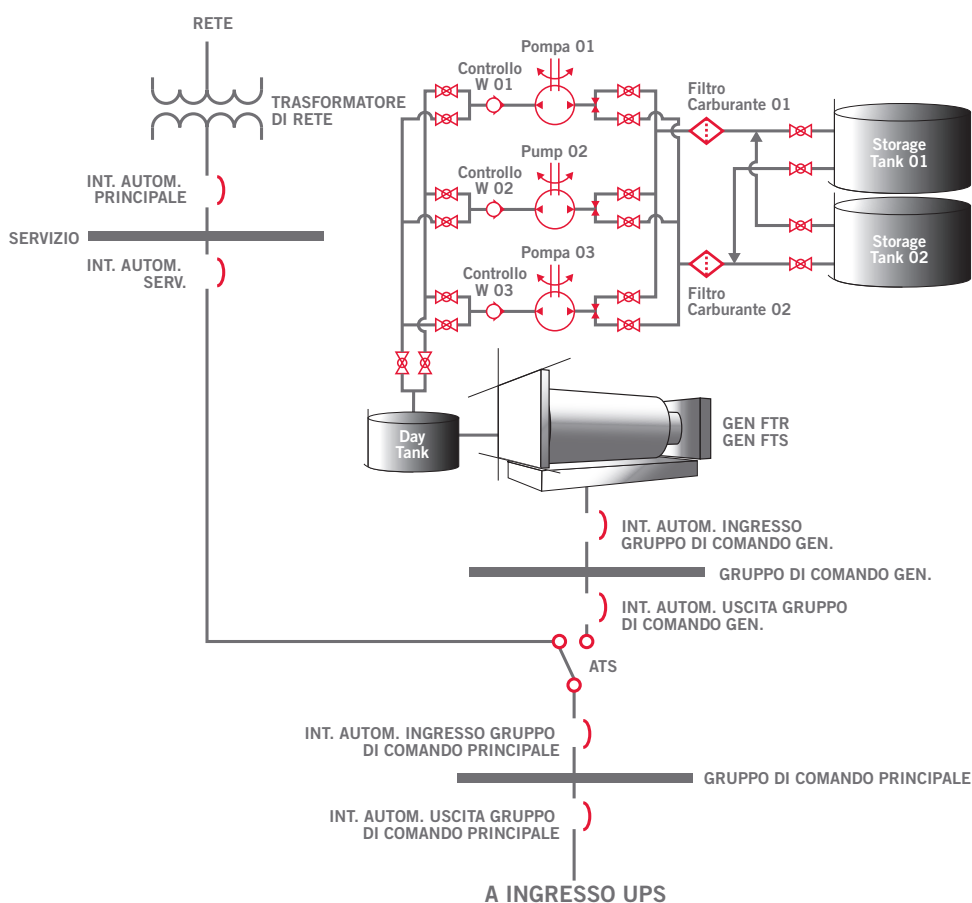 RETE
TRASFORMATORE
DI RETE
INT. AUTOM.
PRINCIPALE
SERVIZIO
INT. AUTOM.
SERV.
Pompa 01
Controllo
W 01
Pump 02
Controllo
W 02
Pompa 03
Controllo
W 03
Filtro
Carburante 01
Storage
Tank 01
Storage
Tank 02
Filtro
Carburante 02
Day
Tank
GEN FTR
GEN FTS
INT. AUTOM. INGRESSO
GRUPPO DI COMANDO GEN.
GRUPPO DI COMANDO GEN.
INT. AUTOM. USCITA GRUPPO
DI COMANDO GEN.
ATS
INT. AUTOM. INGRESSO GRUPPO
DI COMANDO PRINCIPALE
GRUPPO DI COMANDO PRINCIPALE
INT. AUTOM. USCITA GRUPPO
DI COMANDO PRINCIPALE
A INGRESSO UPS